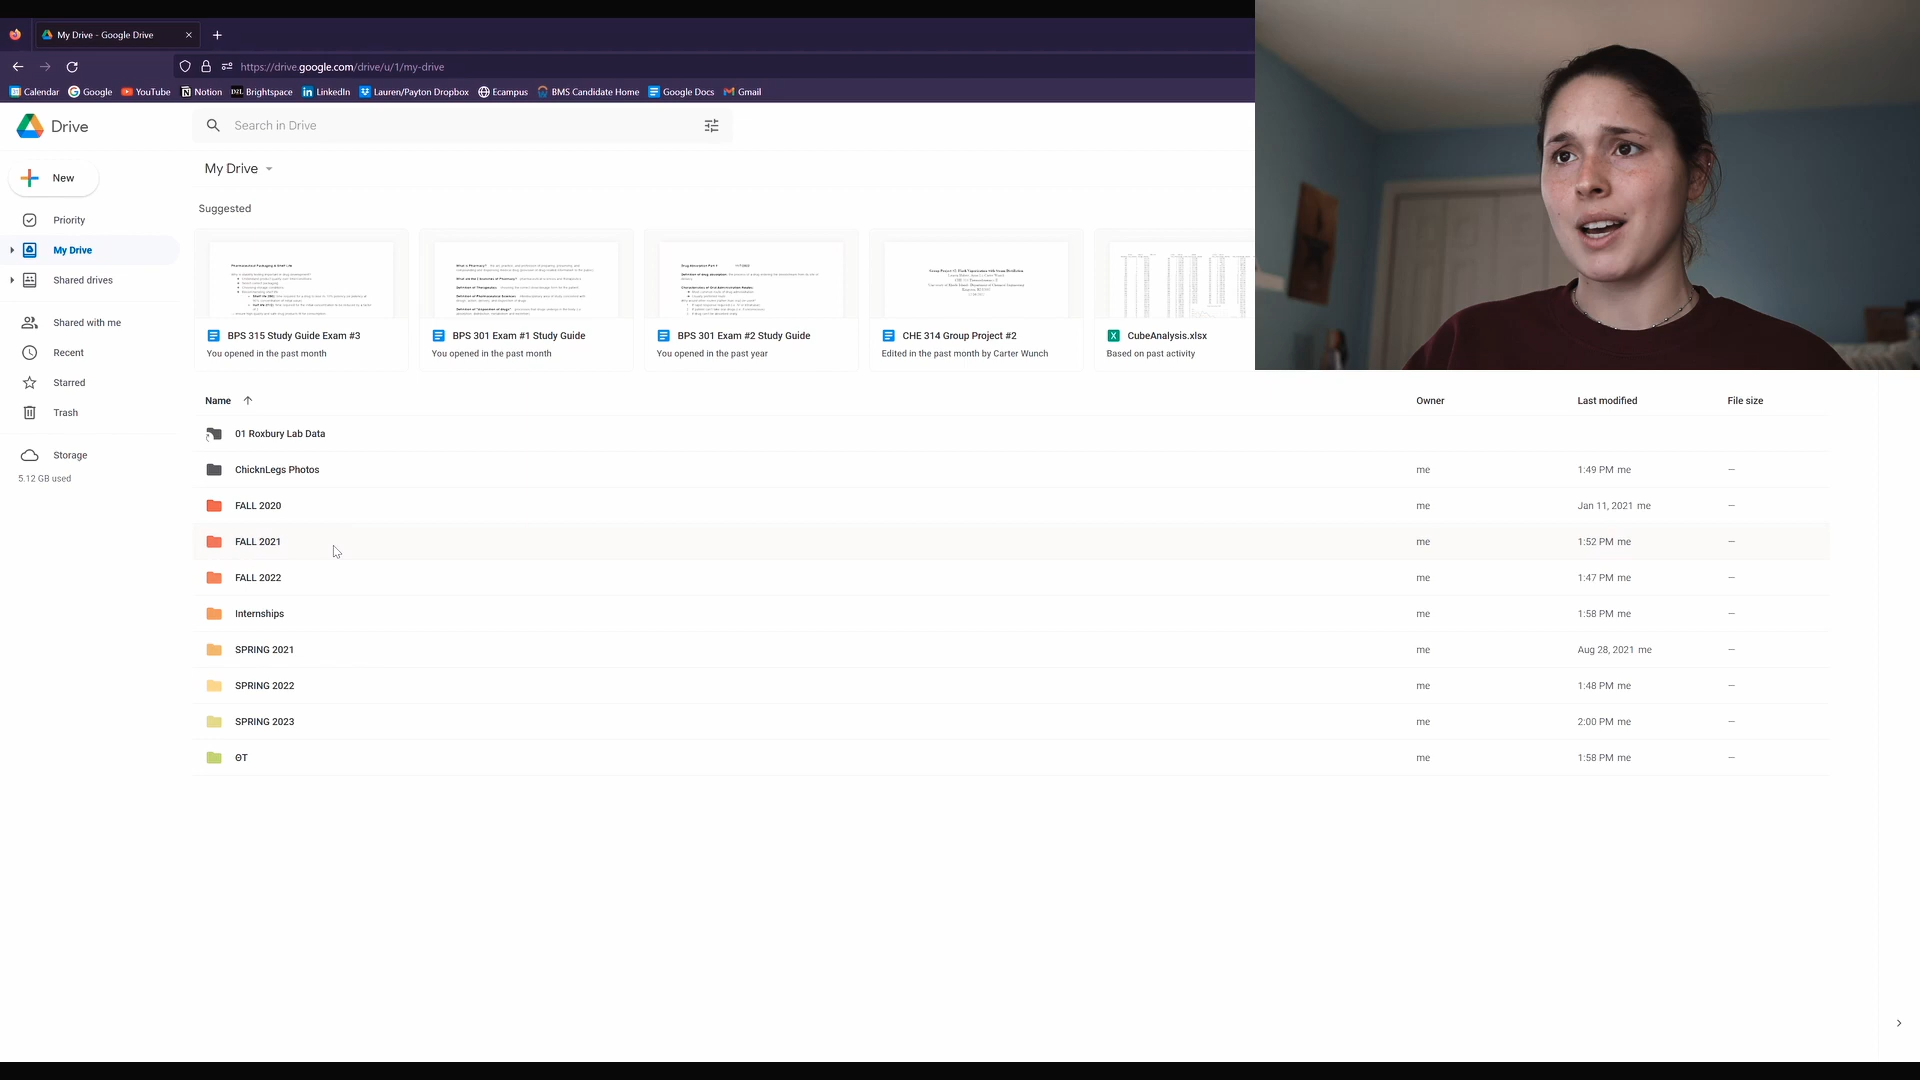 My Drive - Google Drive
https://drive.google.com/drive/u/1/my-drive
Calendar Google YouTube Notion D2L Brightspace LinkedIn Lauren/Payton Dropbox Ecampus BMS Candidate Home Google Docs Gmail
Drive
Search in Drive
New
My Drive
Priority
My Drive
Shared drives
Shared with me
Recent
Starred
Trash
Storage
5.12 GB used
Suggested
BPS 315 Study Guide Exam #3
You opened in the past month
BPS 301 Exam #1 Study Guide
You opened in the past month
BPS 301 Exam #2 Study Guide
You opened in the past year
CHE 314 Group Project #2
Edited in the past month by Carter Wunch
CubeAnalysis.xlsx
Based on past activity
Name Owner Last modified File size
01 Roxbury Lab Data
ChicknLegs Photos me 1:49 PM me —
FALL 2020 me Jan 11, 2021 me —
FALL 2021 me 1:52 PM me —
FALL 2022 me 1:47 PM me —
Internships me 1:58 PM me —
SPRING 2021 me Aug 28, 2021 me —
SPRING 2022 me 1:48 PM me —
SPRING 2023 me 2:00 PM me —
ΘΤ me 1:58 PM me —